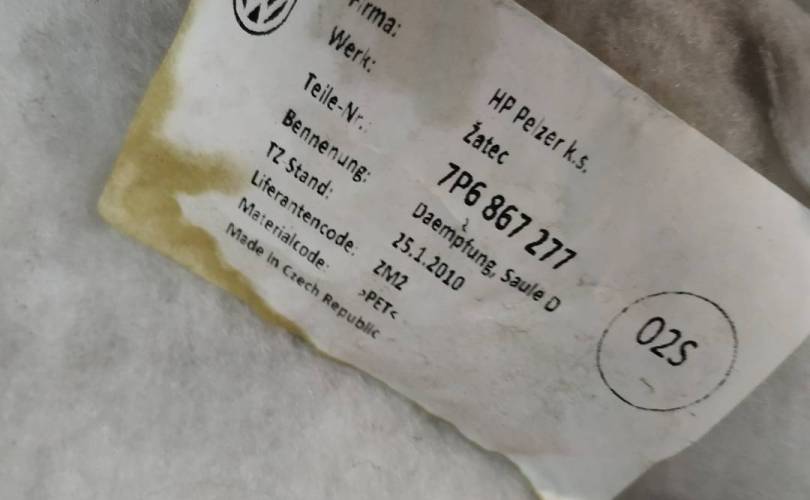 Firma: HP Pelzer k.s.
Werk: Žatec
Teile-Nr.: 7P6 867 277
Bennenung: Daempfung, Saule D
TZ Stand: 25.1.2010
Liferantencode: ZM2
Materialcode: >PET<
Made in Czech Republic
02S